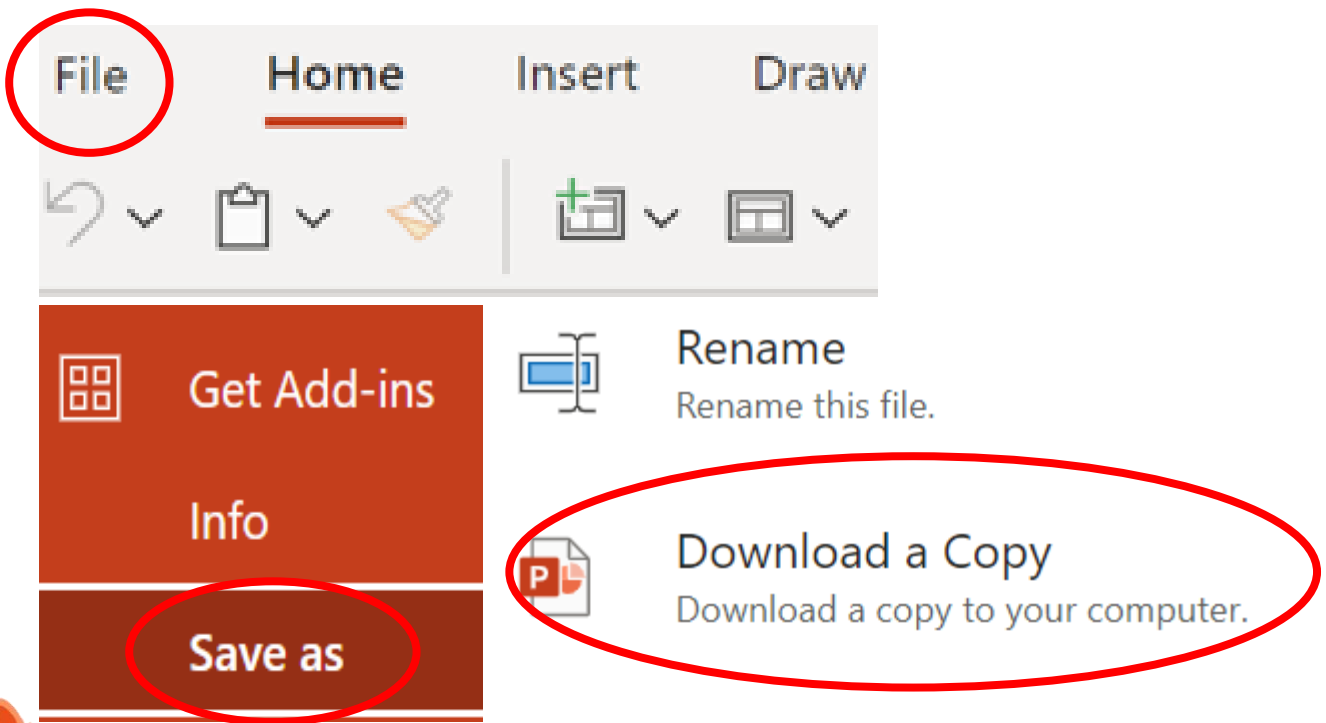 File Home Insert Draw
Get Add-ins
Info
Save as
Rename
Rename this file.
P
Download a Copy
Download a copy to your computer.